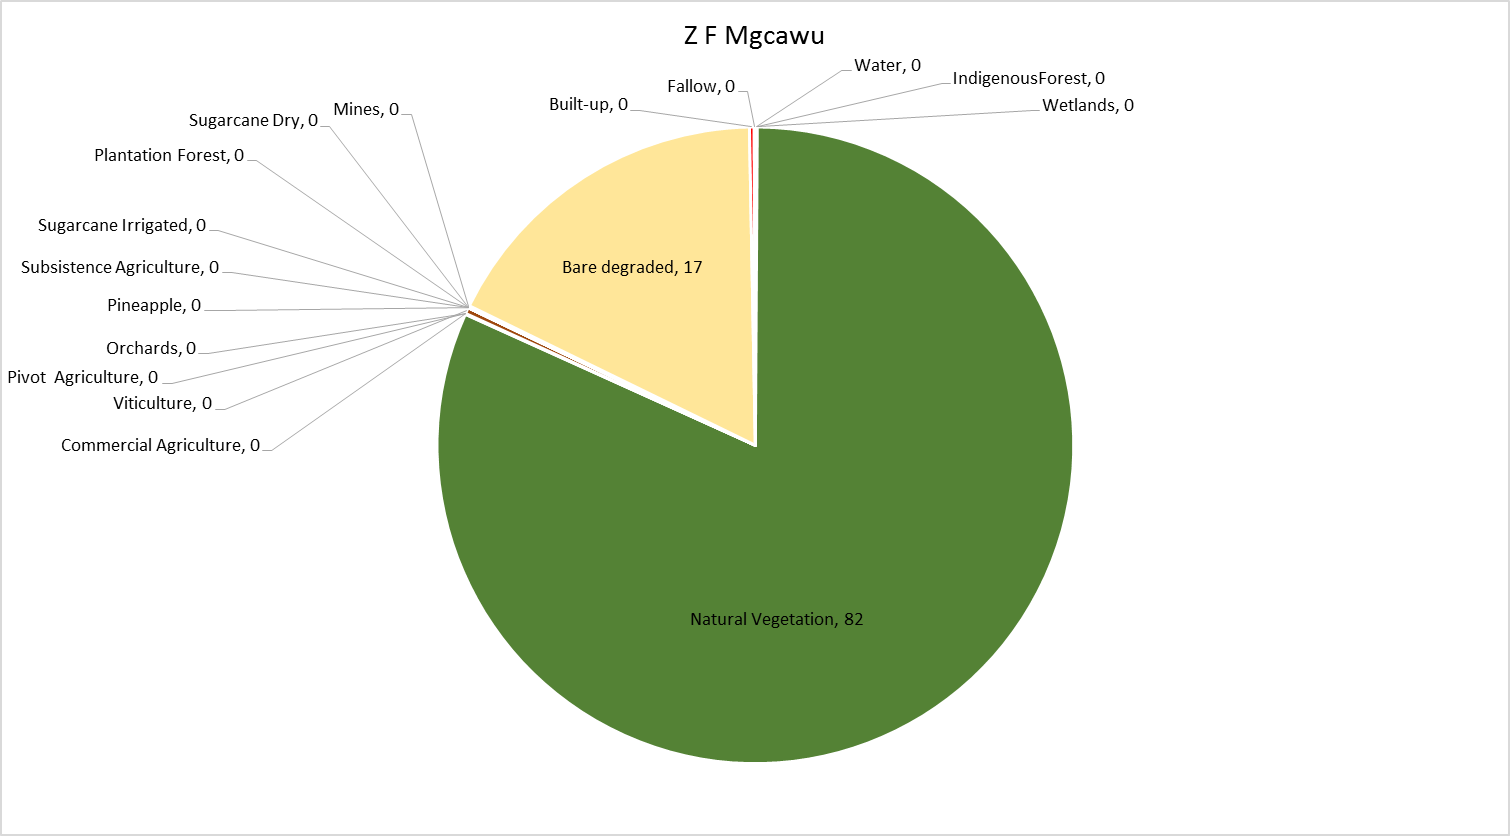 Z F Mgcawu
Water, 0
IndigenousForest, 0
Fallow, 0
Built-up, 0
Wetlands, 0
Mines, 0
Sugarcane Dry, 0
Plantation Forest, 0
Sugarcane Irrigated, 0
Subsistence Agriculture, 0
Bare degraded, 17
Pineapple, 0
Orchards, 0
Pivot  Agriculture, 0
Viticulture, 0
Commercial Agriculture, 0
Natural Vegetation, 82